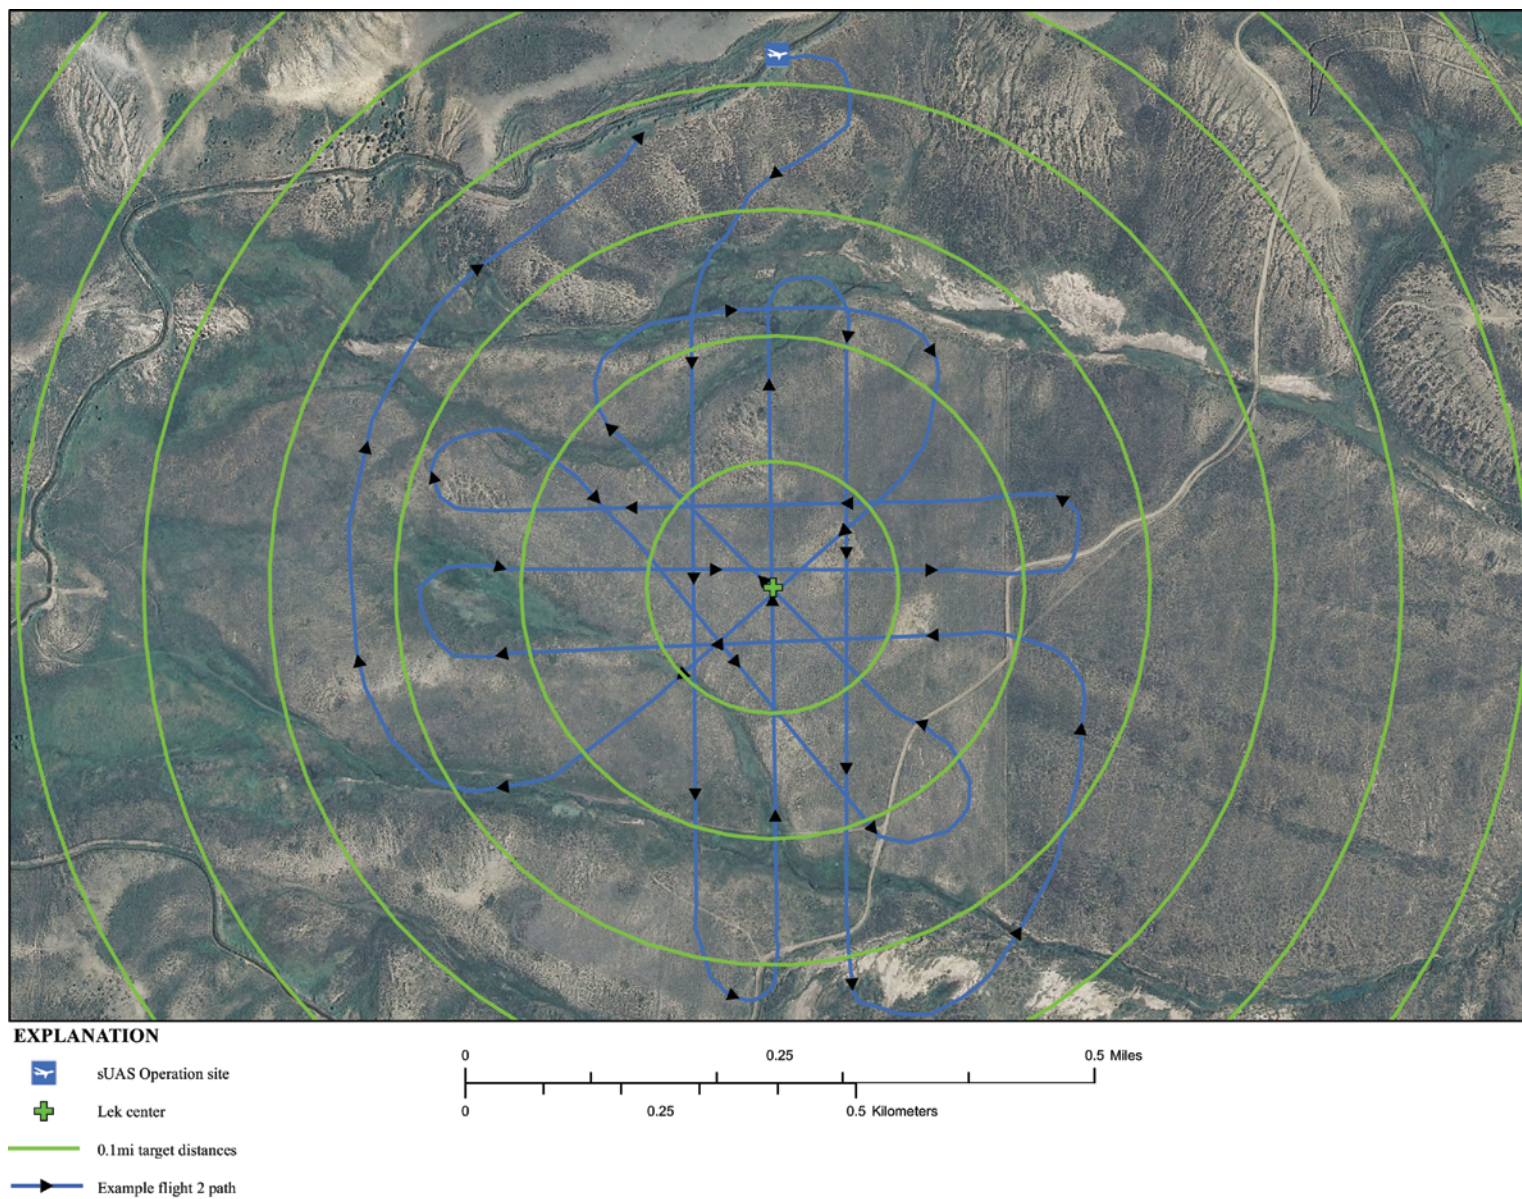 EXPLANATION
sUAS Operation site
Lek center
0.1mi target distances
Example flight 2 path
0 0.25 0.5 Miles
0 0.25 0.5 Kilometers